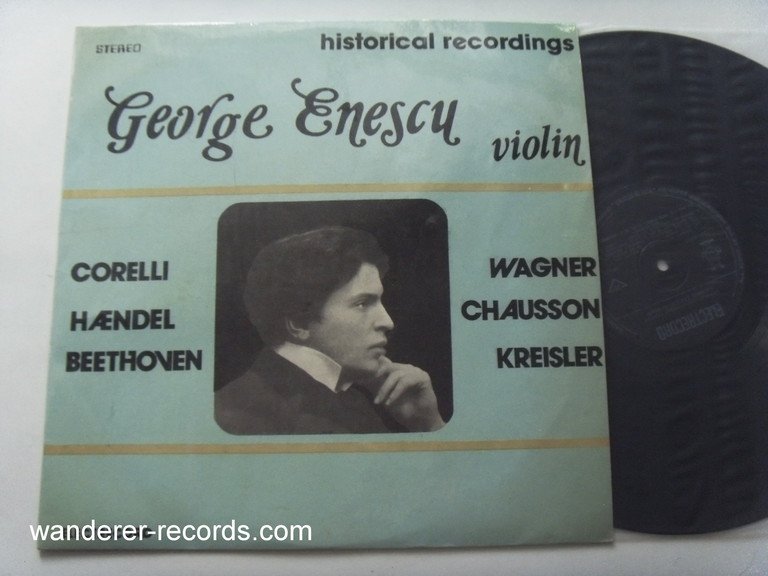 STEREO
historical recordings
George Enescu
violin
CORELLI
HÆNDEL
BEETHOVEN
WAGNER
CHAUSSON
KREISLER
ELECTRECORD
wanderer-records.com